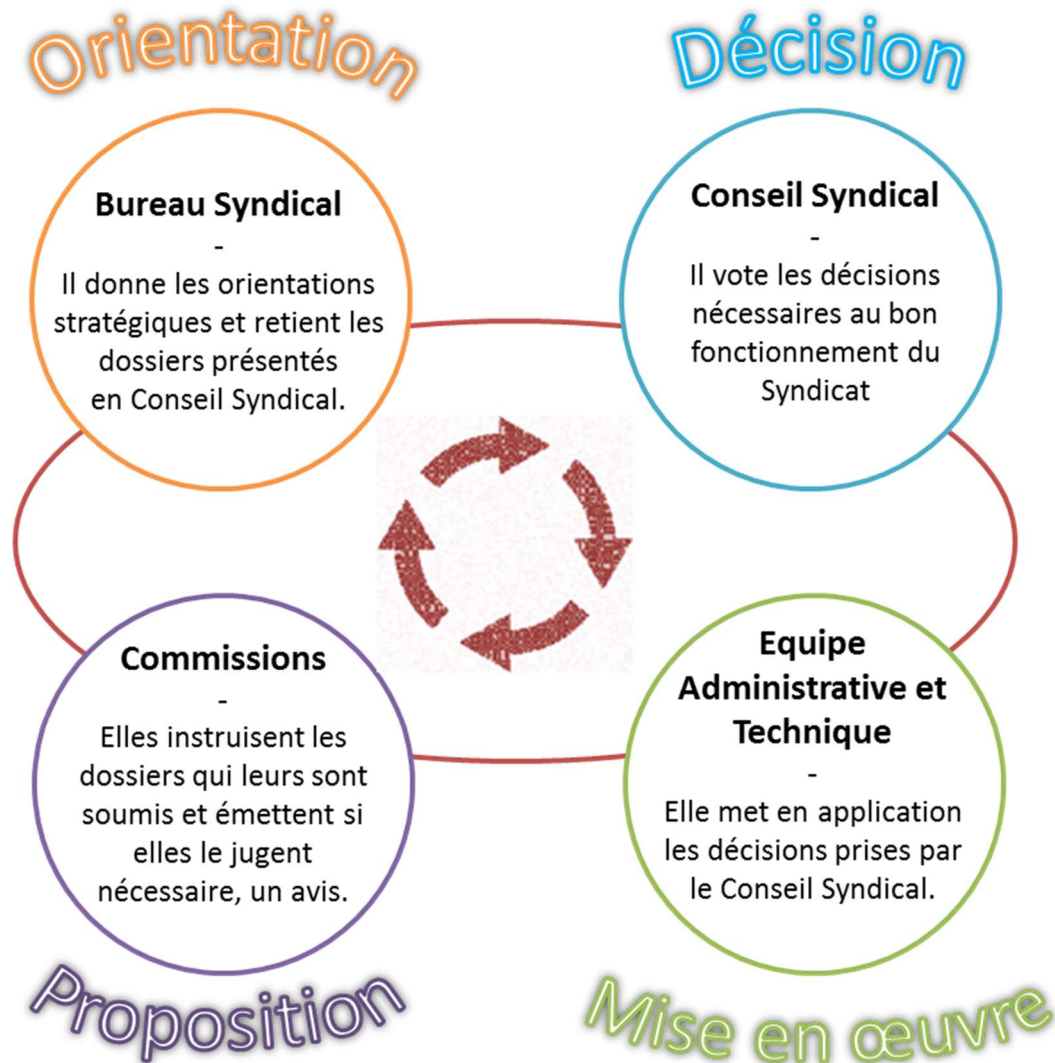 Orientation
Bureau Syndical
-
Il donne les orientations
stratégiques et retient les
dossiers présentés
en Conseil Syndical.
Décision
Conseil Syndical
-
Il vote les décisions
nécessaires au bon
fonctionnement du
Syndicat
Commissions
-
Elles instruisent les
dossiers qui leurs sont
soumis et émettent si
elles le jugent
nécessaire, un avis.
Proposition
Equipe
Administrative et
Technique
-
Elle met en application
les décisions prises par
le Conseil Syndical.
Mise en œuvre